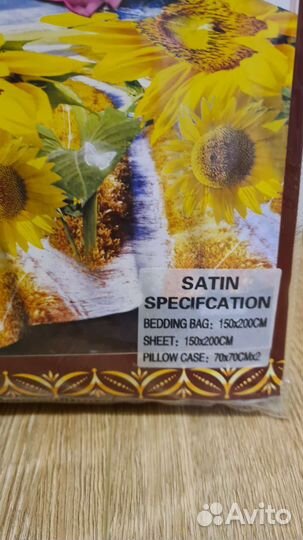 SATIN
SPECIFCATION
BEDDING BAG: 150x200CM
SHEET: 150x200CM
PILLOW CASE: 70x70CMx2
Avito